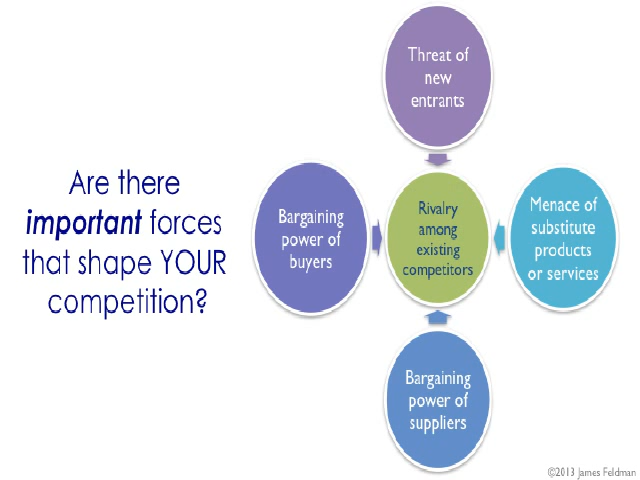 Are there
important forces
that shape YOUR
competition?
Threat of
new
entrants
Bargaining
power of
buyers
Rivalry
among
existing
competitors
Menace of
substitute
products
or services
Bargaining
power of
suppliers
©2013 James Feldman